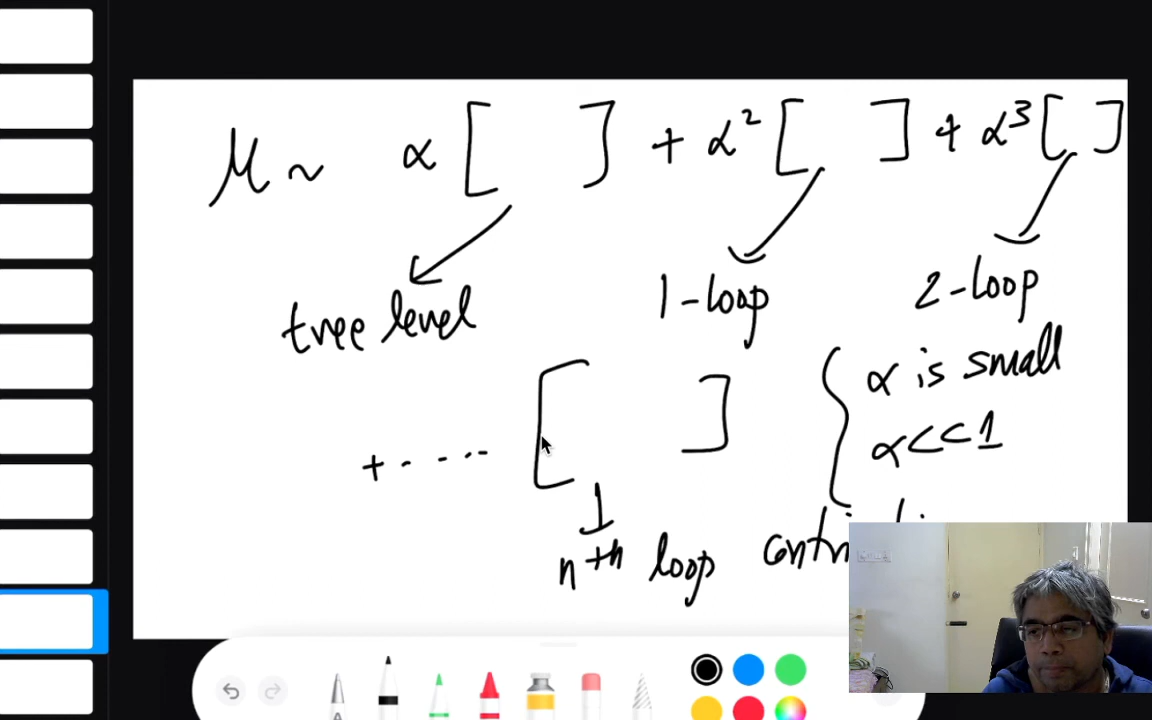 M ~ α [ ] + α² [ ] + α³ [ ]
tree level 1-loop 2-loop
+ - - - - [ ] { α is small
α << 1
nth loop